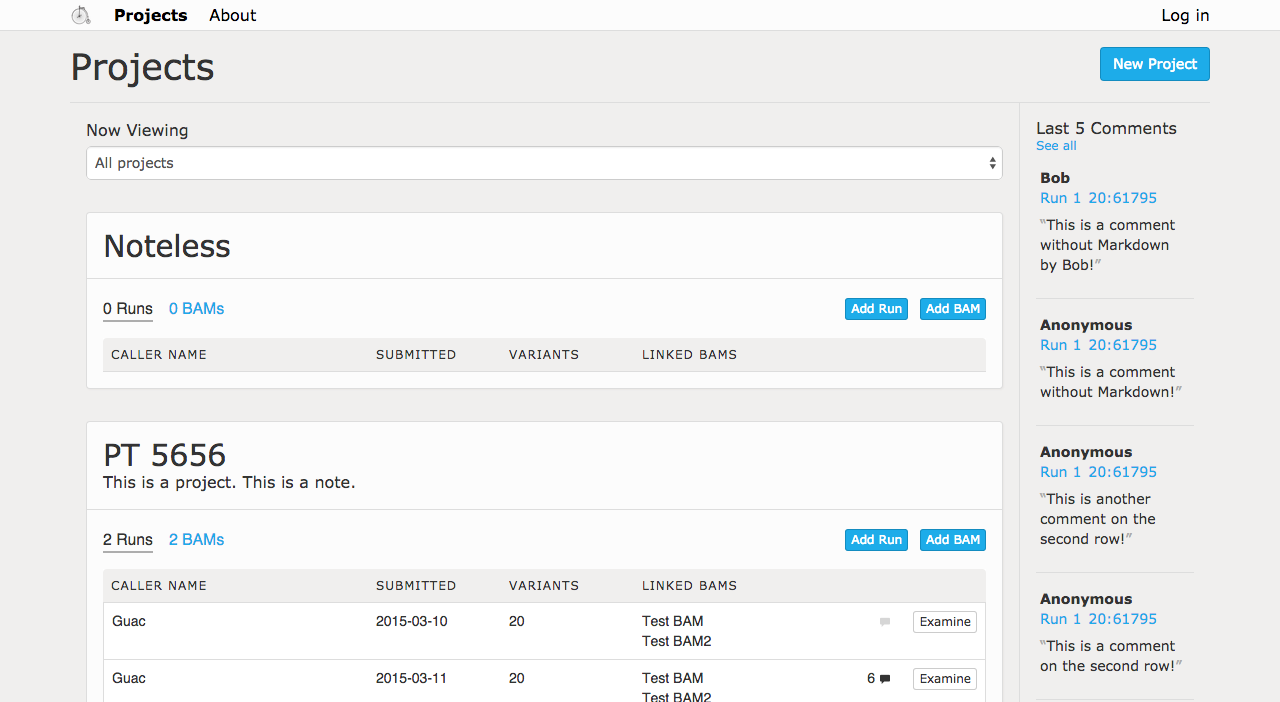 Projects About Log in
Projects
New Project
Now Viewing
All projects
Noteless
0 Runs 0 BAMs Add Run Add BAM
CALLER NAME SUBMITTED VARIANTS LINKED BAMS
PT 5656
This is a project. This is a note.
2 Runs 2 BAMs Add Run Add BAM
CALLER NAME SUBMITTED VARIANTS LINKED BAMS
Guac 2015-03-10 20 Test BAM Examine
Test BAM2
Guac 2015-03-11 20 Test BAM 6 Examine
Test BAM2
Last 5 Comments
See all
Bob
Run 1 20:61795
“This is a comment
without Markdown
by Bob!”
Anonymous
Run 1 20:61795
“This is a comment
without Markdown!”
Anonymous
Run 1 20:61795
“This is another
comment on the
second row!”
Anonymous
Run 1 20:61795
“This is a comment
on the second row!”